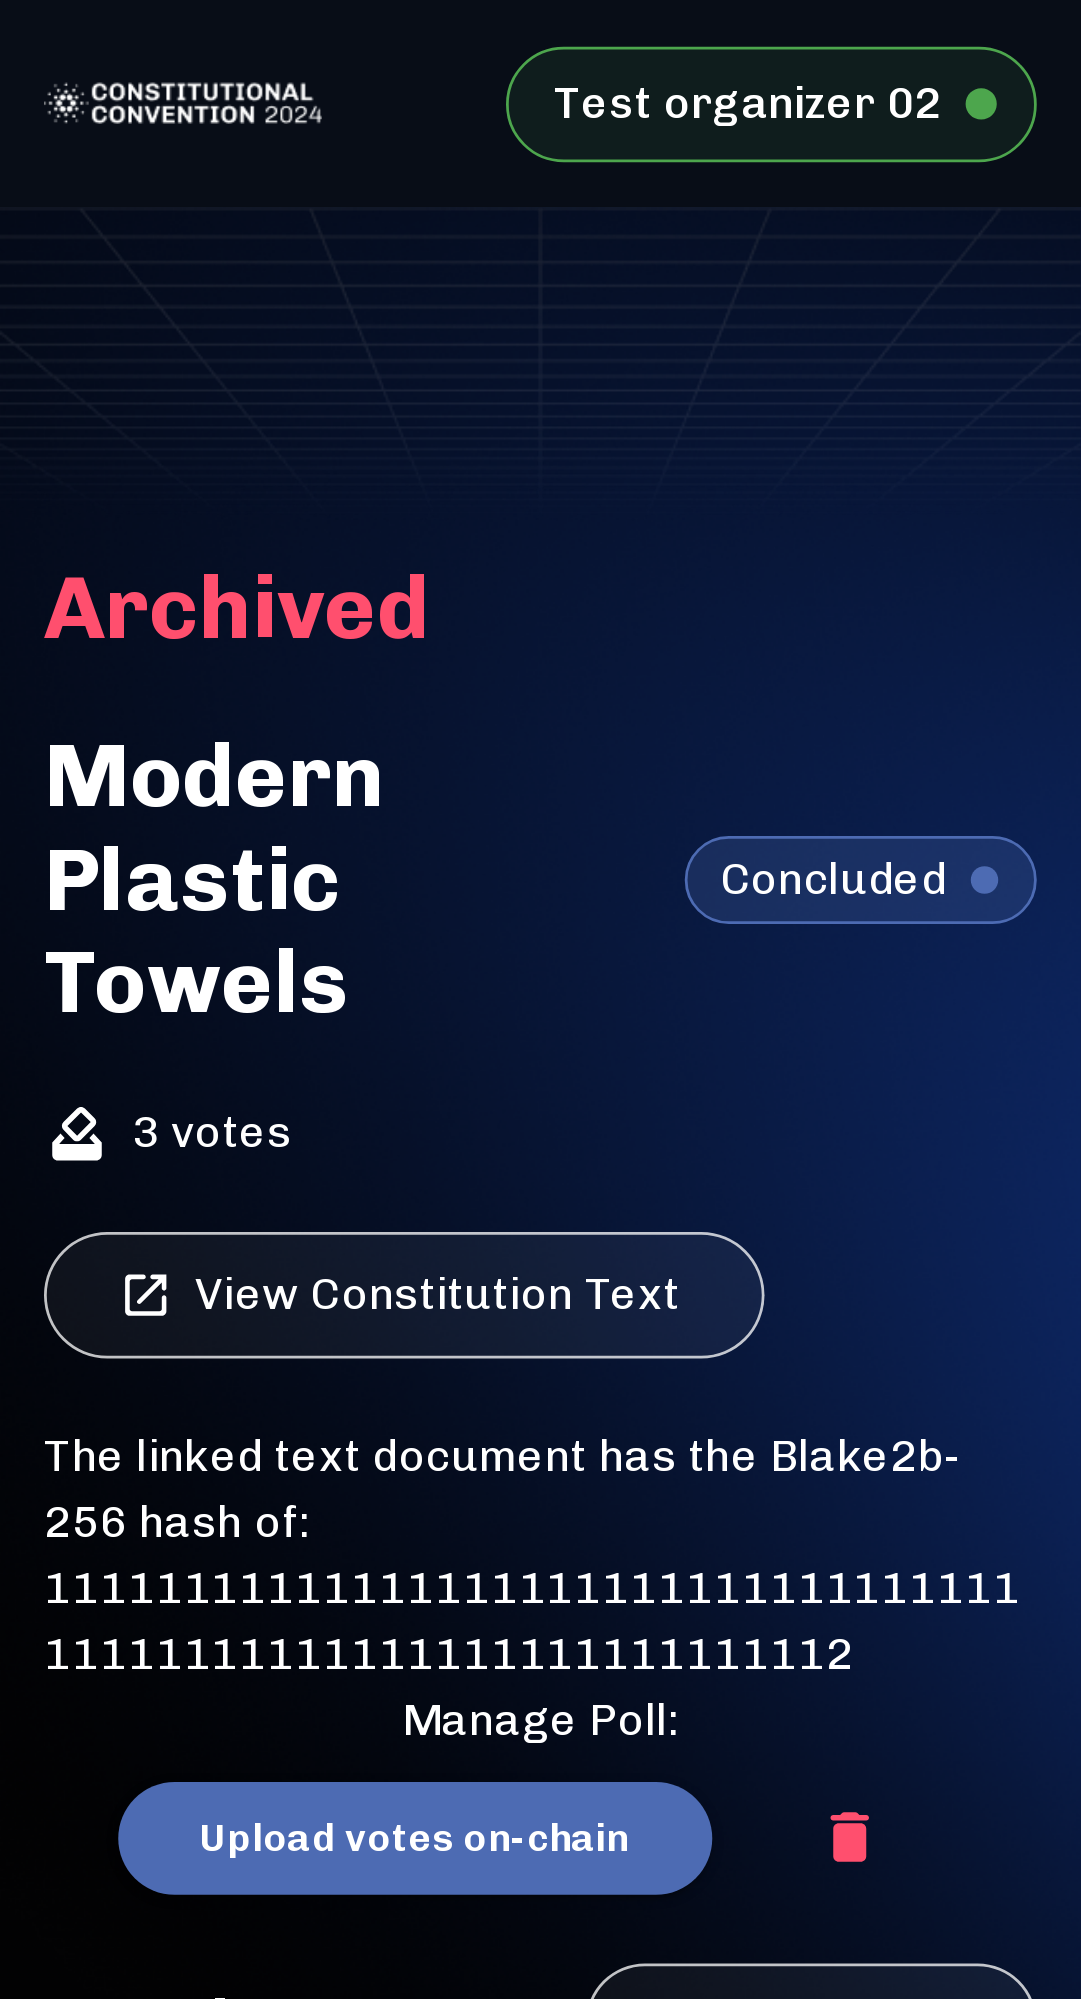 CONSTITUTIONAL
CONVENTION 2024
Test organizer 02
Archived
Modern
Plastic
Towels
Concluded
3 votes
View Constitution Text
The linked text document has the Blake2b-
256 hash of:
11111111111111111111111111111111111
11111111111111111111111111112
Manage Poll:
Upload votes on-chain